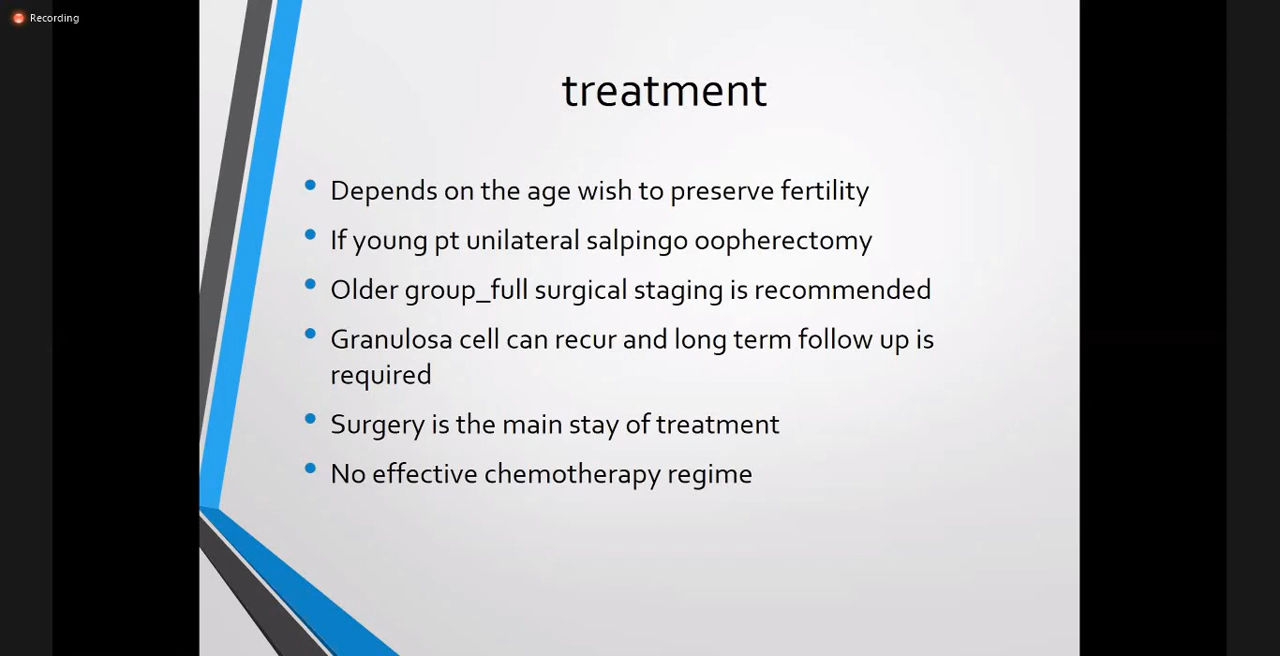 Recording
treatment
• Depends on the age wish to preserve fertility
• If young pt unilateral salpingo oopherectomy
• Older group_full surgical staging is recommended
• Granulosa cell can recur and long term follow up is
required
• Surgery is the main stay of treatment
• No effective chemotherapy regime